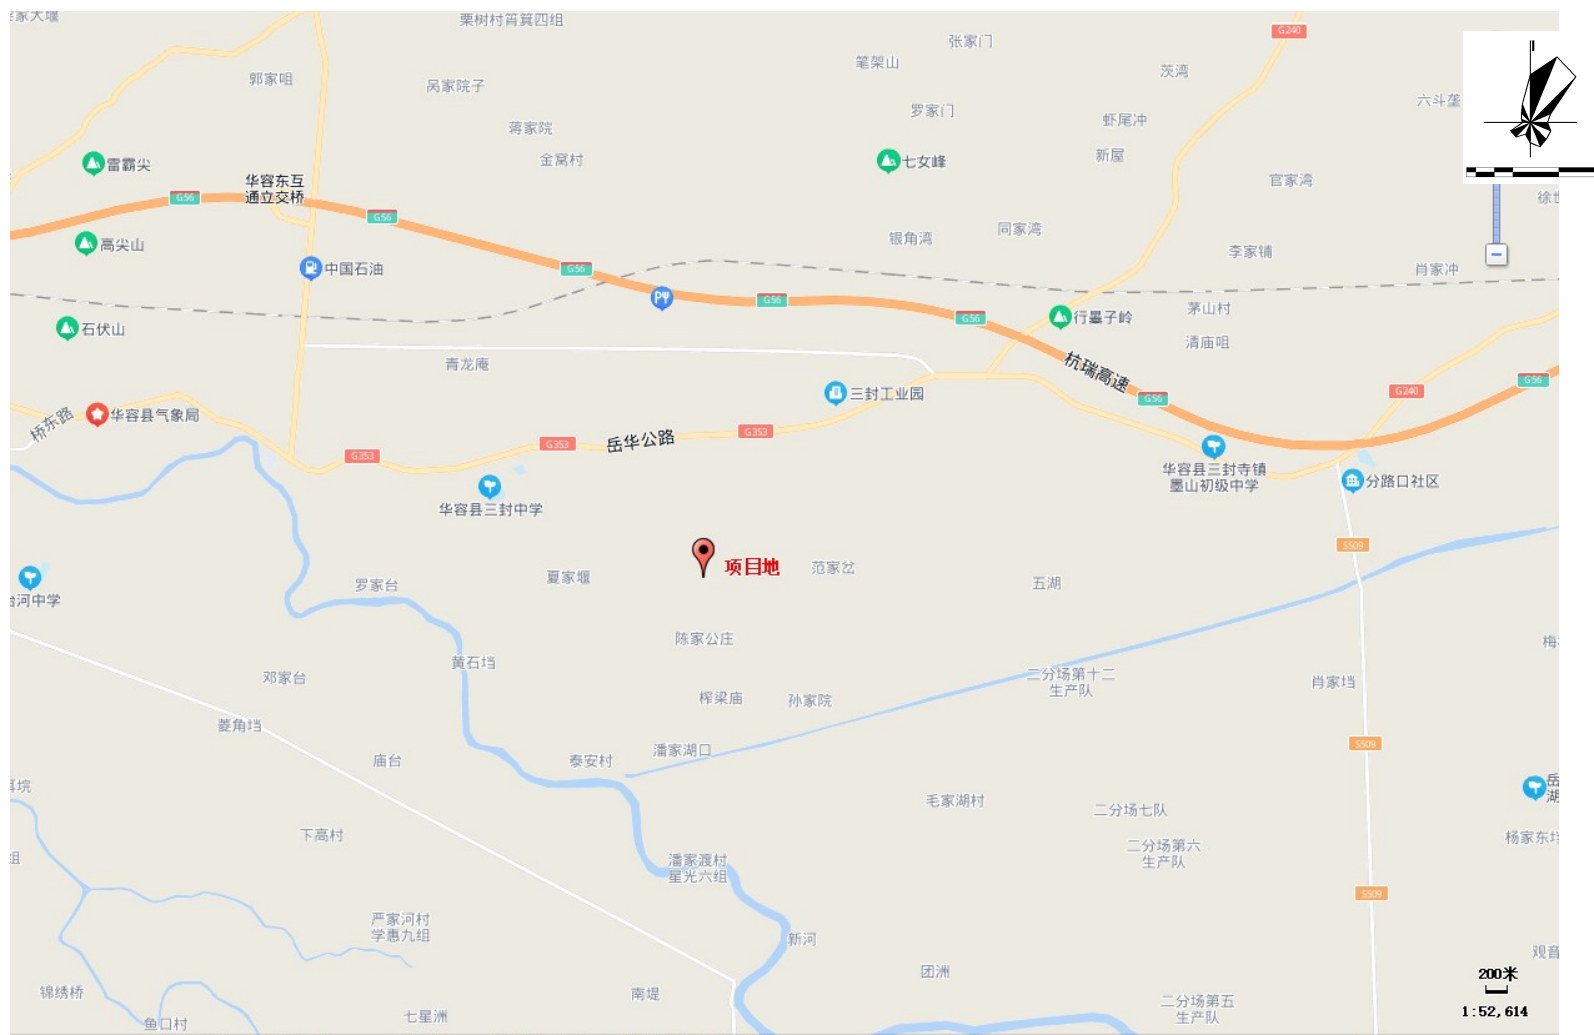 栗树村筲箕四组
G240
张家门
笔架山
茨湾
郭家咀
吴家院子
六斗垄
罗家门
虾尾冲
蒋家院
金窝村
新屋
雷霸尖
七女峰
华容东互
通立交桥
官家湾
G56
G56
同家湾
银角湾
高尖山
李家铺
中国石油
G56
肖家冲
G56
茅山村
G56
行墨子岭
石伏山
清庙咀
青龙庵
杭瑞高速
G56
三封工业园
G240
G56
桥东路
华容县气象局
G353
岳华公路
G353
G353
华容县三封寺镇
墨山初级中学
分路口社区
华容县三封中学
S509
项目地
范家岔
夏家堰
罗家台
五湖
河中学
陈家公庄
梅
黄石垱
邓家台
二分场第十二
生产队
肖家垱
榨梁庙
孙家院
菱角垱
潘家湖口
S509
庙台
泰安村
岳
湖
毛家湖村
二分场七队
下高村
杨家东垱
二分场第六
生产队
组
潘家渡村
星光六组
S509
严家河村
学惠九组
新河
观音
团洲
200米
锦绣桥
南堤
二分场第五
生产队
1:52,614
鱼口村
七星洲